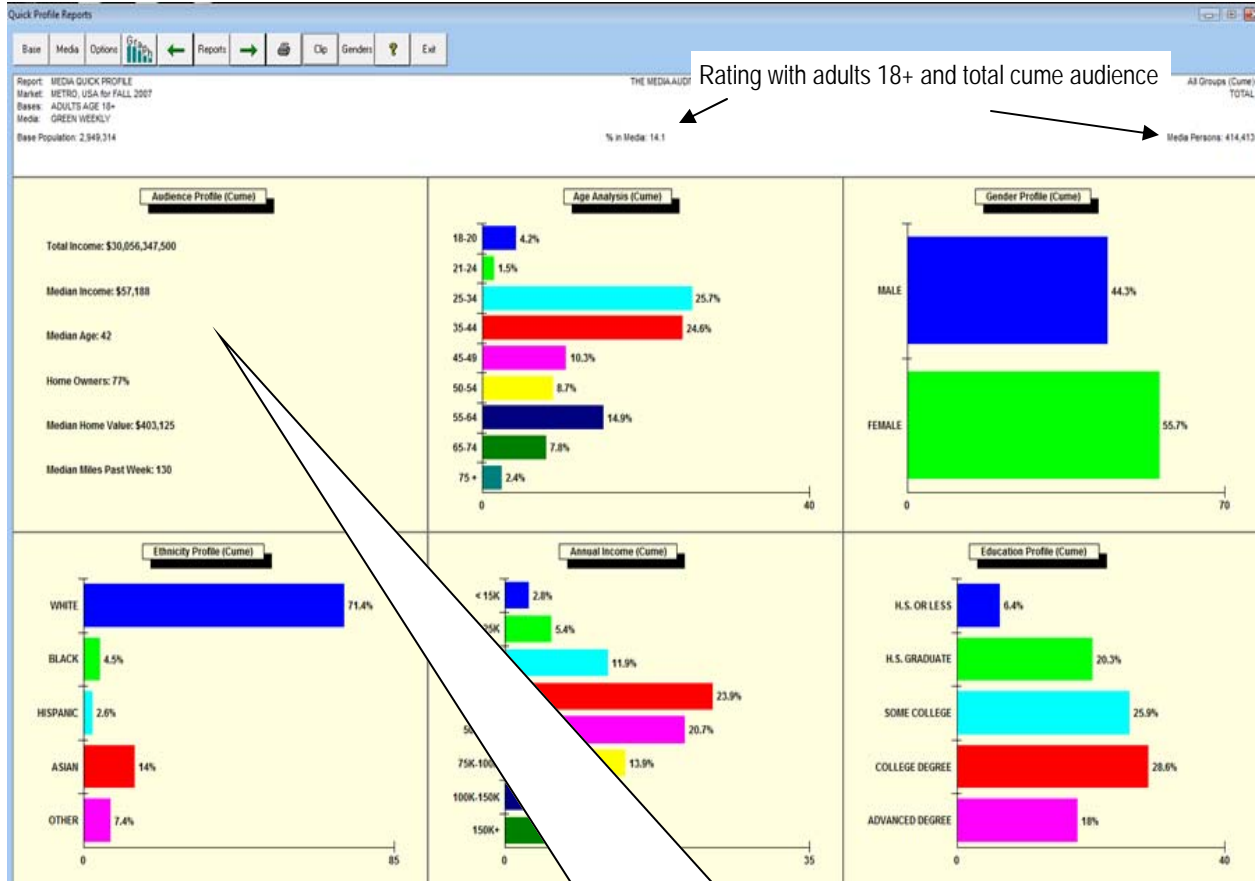 Quick Profile Reports
Base Media Options Graph Reports Clip Genders ? Exit
Rating with adults 18+ and total cume audience
Report: MEDIA QUICK PROFILE
THE MEDIA AUDIT
All Groups (Cume)
Market: METRO, USA for FALL 2007
TOTAL
Bases: ADULTS AGE 18+
Media: GREEN WEEKLY
Base Population: 2,949,314
% in Media: 14.1
Media Persons: 414,413
Audience Profile (Cume)
Total Income: $30,056,347,500
Median Income: $57,188
Median Age: 42
Home Owners: 77%
Median Home Value: $403,125
Median Miles Past Week: 130
Age Analysis (Cume)
18-20 4.2%
21-24 1.5%
25-34 25.7%
35-44 24.6%
45-49 10.3%
50-54 8.7%
55-64 14.9%
65-74 7.8%
75 + 2.4%
0 40
Gender Profile (Cume)
MALE 44.3%
FEMALE 55.7%
0 70
Ethnicity Profile (Cume)
WHITE 71.4%
BLACK 4.5%
HISPANIC 2.6%
ASIAN 14%
OTHER 7.4%
0 85
Annual Income (Cume)
< 15K 2.8%
5.4%
11.9%
23.9%
20.7%
13.9%
100K-150K
150K+
0 35
Education Profile (Cume)
H.S. OR LESS 6.4%
H.S. GRADUATE 20.3%
SOME COLLEGE 25.9%
COLLEGE DEGREE 28.6%
ADVANCED DEGREE 18%
0 40